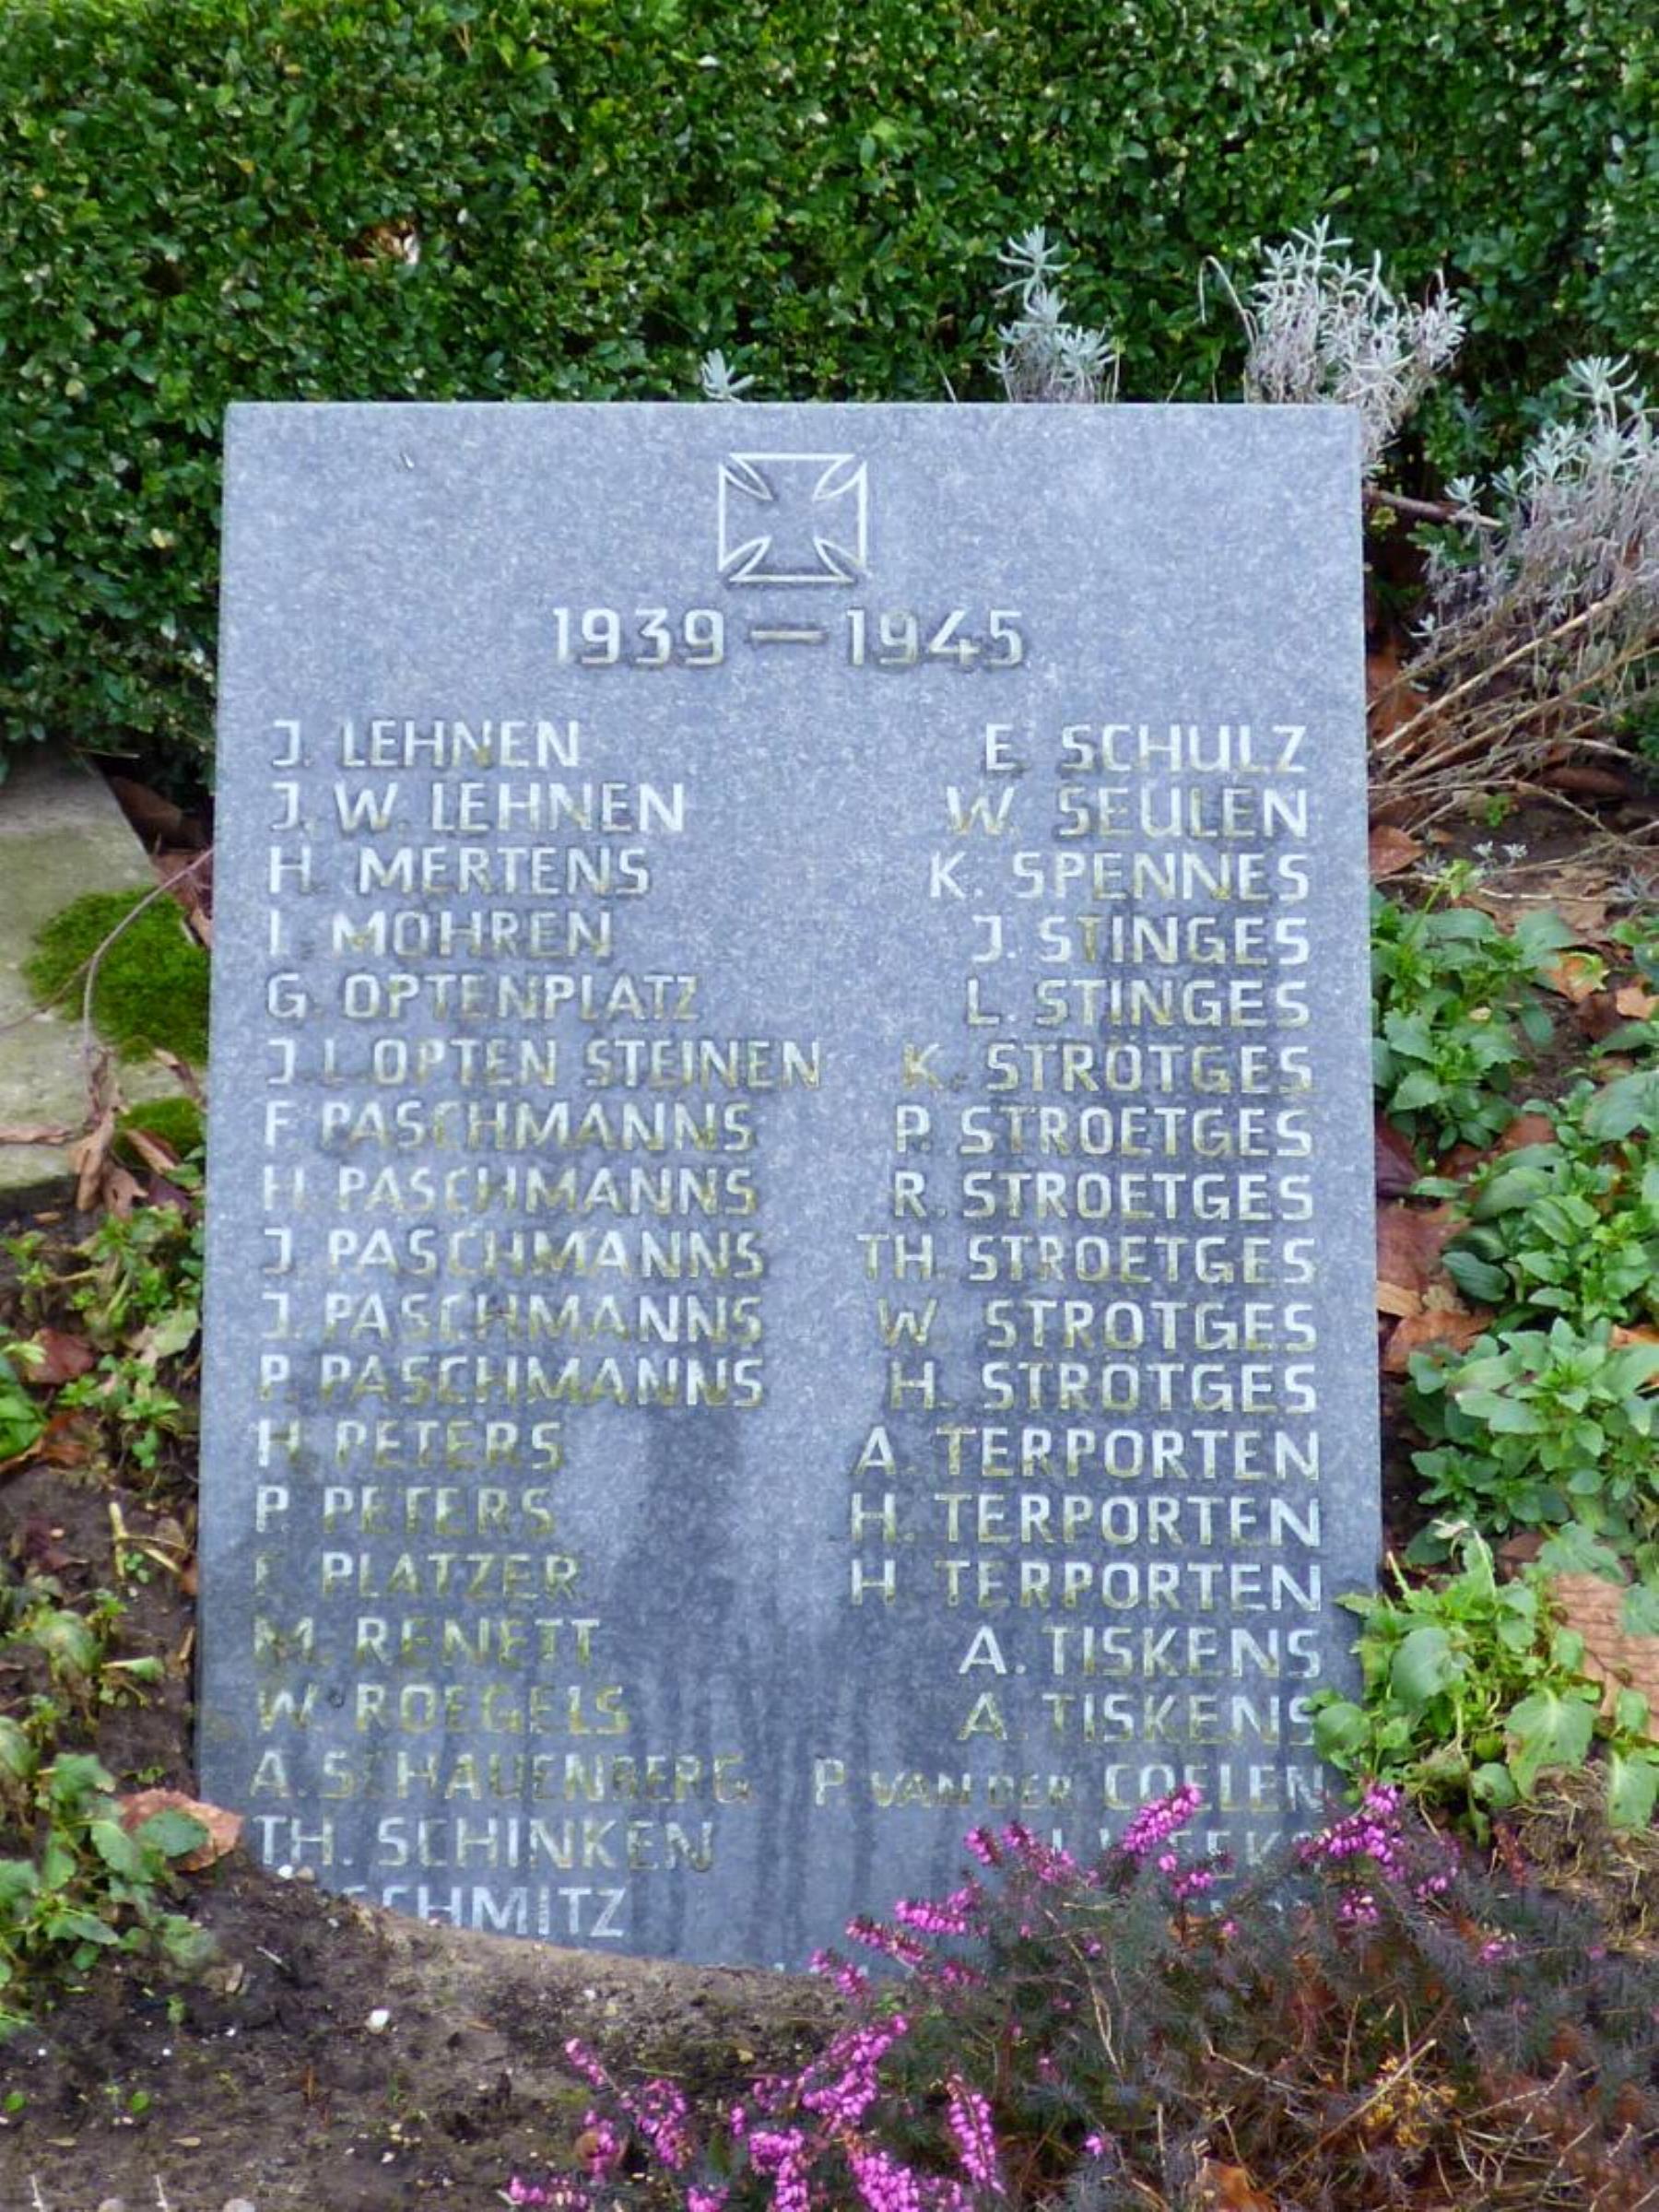 1939 — 1945
J. LEHNEN
J. W. LEHNEN
H. MERTENS
MOHREN
G. OPTENPLATZ
J. L. OPTEN STEINEN
F. PASCHMANNS
H. PASCHMANNS
J. PASCHMANNS
J. PASCHMANNS
P. PASCHMANNS
H. PETERS
P. PETERS
PLATZER
M. RENETT
W. ROEGELS
A. SCHAUENBERG
TH. SCHINKEN
SCHMITZ
E. SCHULZ
W. SEULEN
K. SPENNES
J. STINGES
L. STINGES
K. STRÖTGES
P. STROETGES
R. STROETGES
TH. STROETGES
W. STRÖTGES
H. STRÖTGES
A. TERPORTEN
H. TERPORTEN
H. TERPORTEN
A. TISKENS
A. TISKENS
P. VAN DER COELEN